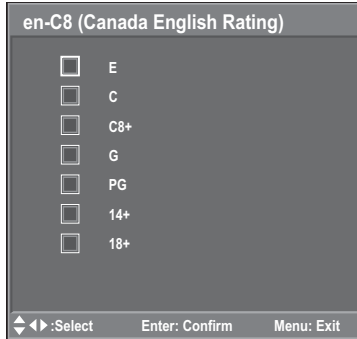 en-C8 (Canada English Rating)
E
C
C8+
G
PG
14+
18+
:Select Enter: Confirm Menu: Exit